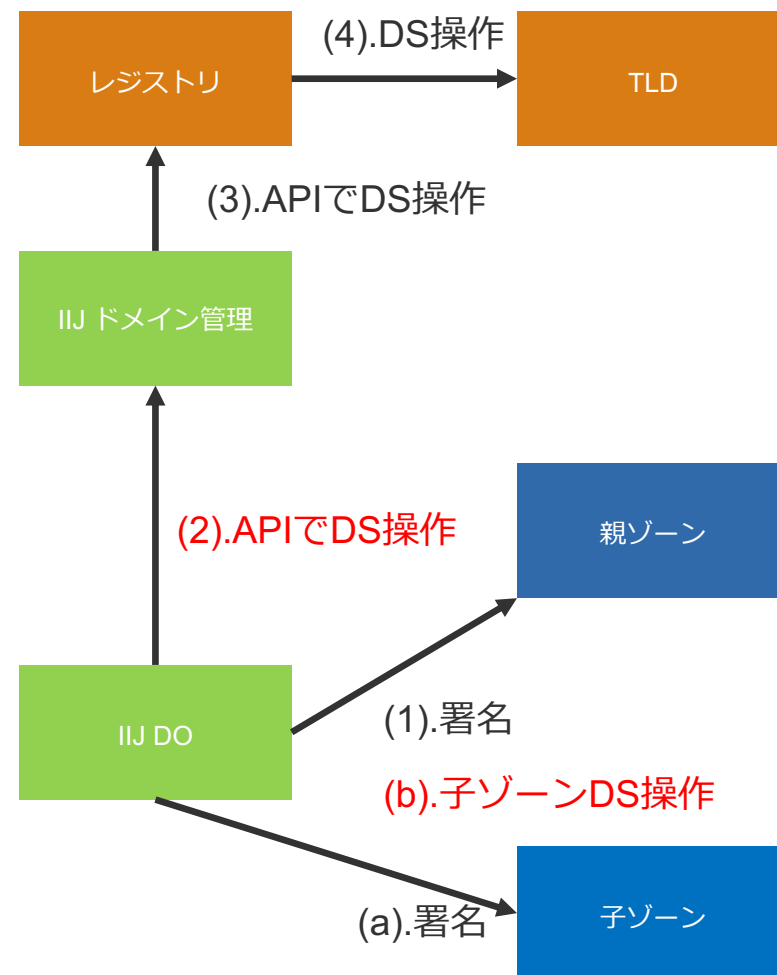 (4).DS操作
レジストリ
TLD
(3).APIでDS操作
IIJ ドメイン管理
(2).APIでDS操作
親ゾーン
IIJ DO
(1).署名
(b).子ゾーンDS操作
(a).署名
子ゾーン